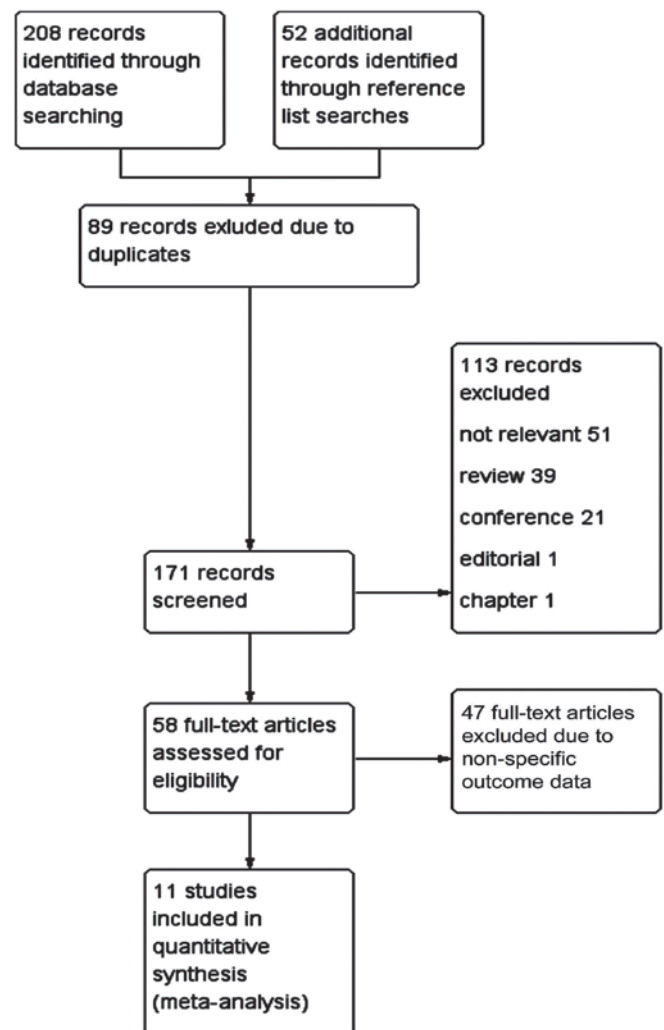 208 records
identified through
database
searching
52 additional
records identified
through reference
list searches
89 records exluded due to
duplicates
113 records
excluded
not relevant 51
review 39
conference 21
editorial 1
chapter 1
171 records
screened
58 full-text articles
assessed for
eligibility
47 full-text articles
excluded due to
non-specific
outcome data
11 studies
included in
quantitative
synthesis
(meta-analysis)